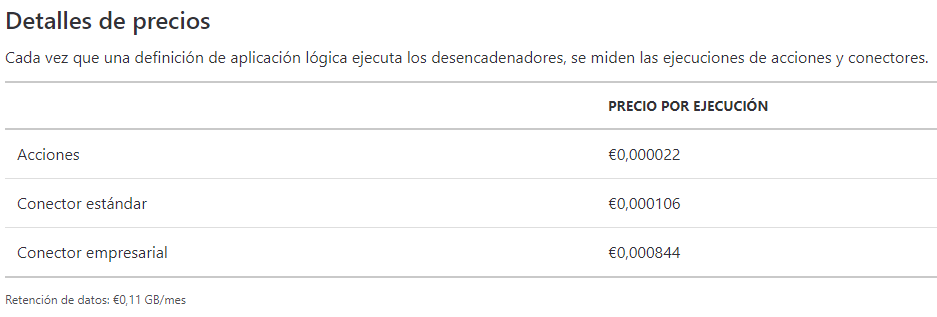 Detalles de precios
Cada vez que una definición de aplicación lógica ejecuta los desencadenadores, se miden las ejecuciones de acciones y conectores.
PRECIO POR EJECUCIÓN
Acciones €0,000022
Conector estándar €0,000106
Conector empresarial €0,000844
Retención de datos: €0,11 GB/mes